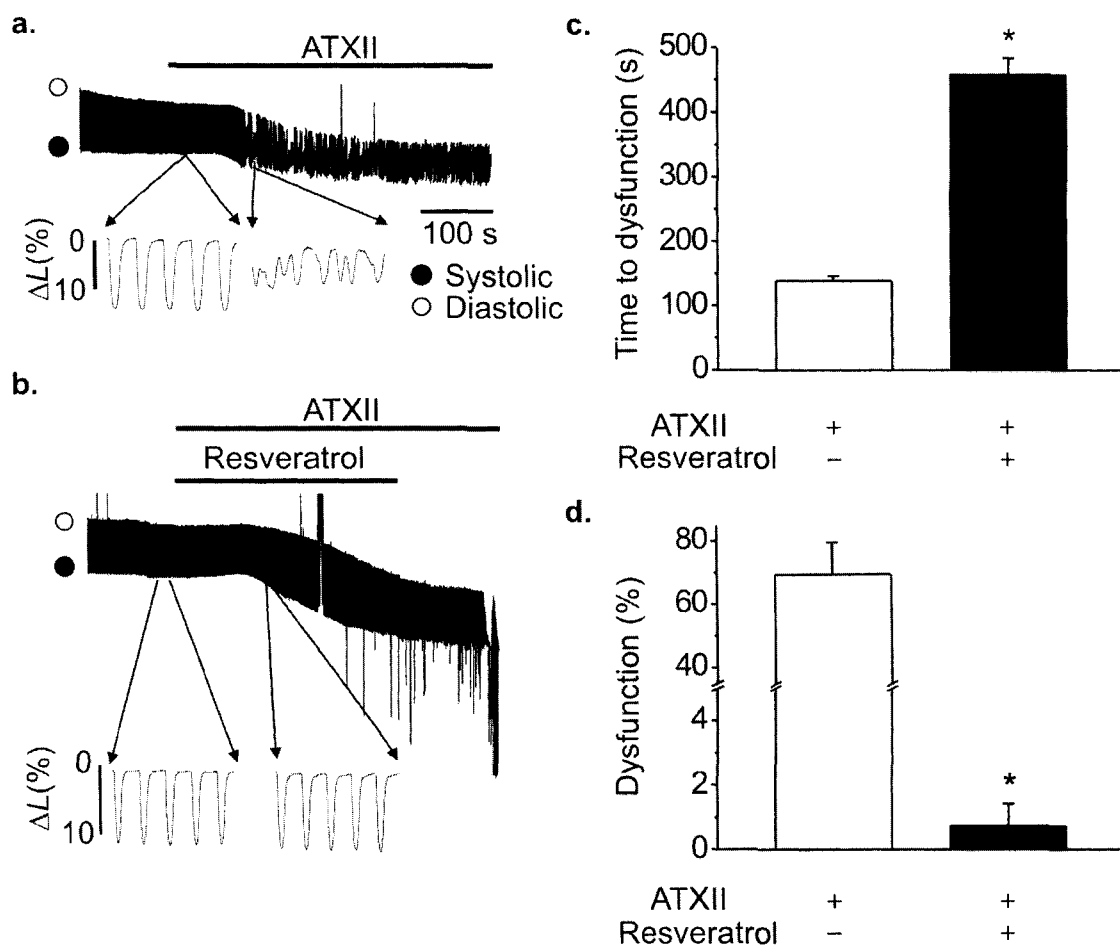 a.
ATXII
100 s
ΔL(%)
0
10
Systolic
Diastolic
b.
ATXII
Resveratrol
ΔL(%)
0
10
c.
*
Time to dysfunction (s)
500
400
300
200
100
0
ATXII + +
Resveratrol − +
d.
Dysfunction (%)
80
60
40
4
2
0
*
ATXII + +
Resveratrol − +